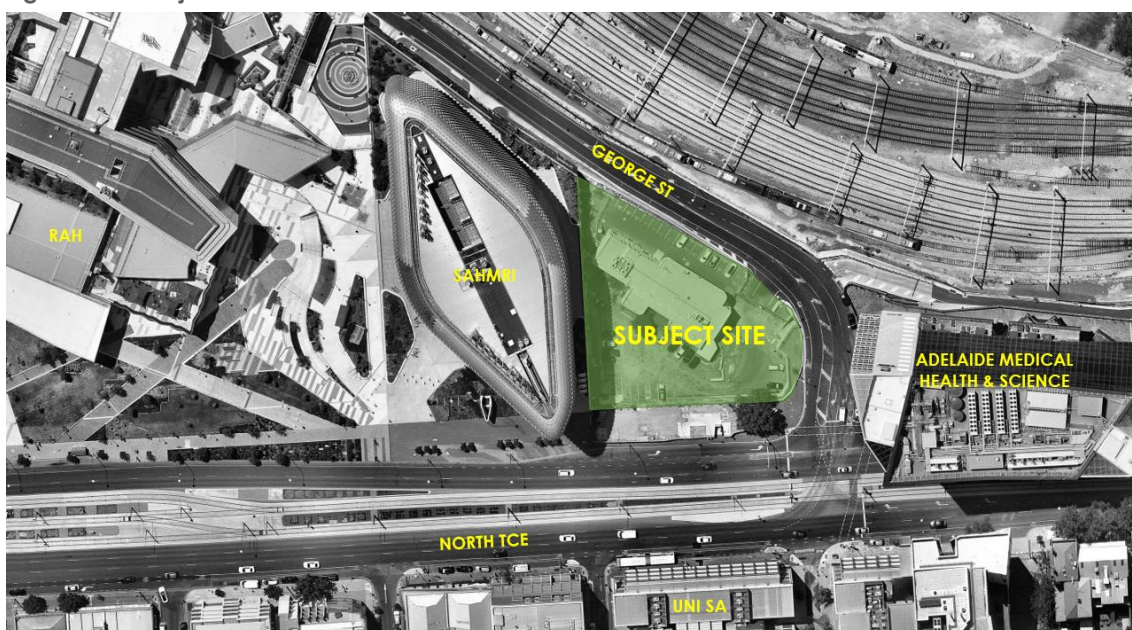 GEORGE ST
RAH
SAHMRI
SUBJECT SITE
ADELAIDE MEDICAL
HEALTH & SCIENCE
NORTH TCE
UNI SA